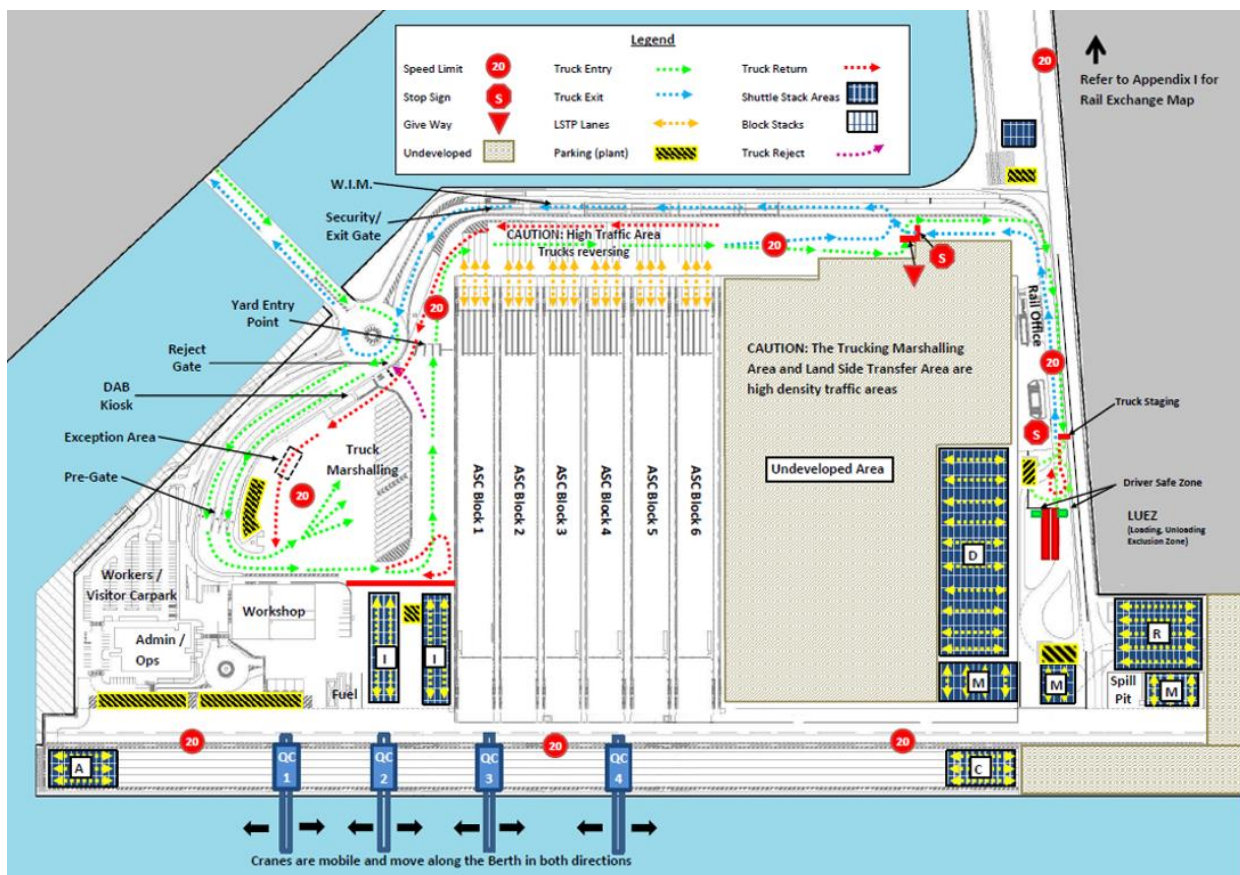 Legend
Speed Limit
20
Truck Entry
Truck Return
Stop Sign
S
Truck Exit
Shuttle Stack Areas
Give Way
LSTP Lanes
Block Stacks
Undeveloped
Parking (plant)
Truck Reject
20
Refer to Appendix I for
Rail Exchange Map
W.I.M.
Security/
Exit Gate
CAUTION: High Traffic Area
Trucks reversing
20
S
Yard Entry
Point
20
Rail Office
Reject
Gate
CAUTION: The Trucking Marshalling
Area and Land Side Transfer Area are
high density traffic areas
20
DAB
Kiosk
Truck Staging
Exception Area
Truck
Marshalling
S
Pre-Gate
20
ASC Block 1
ASC Block 2
ASC Block 3
ASC Block 4
ASC Block 5
ASC Block 6
Undeveloped Area
Driver Safe Zone
LUEZ
(Loading, Unloading
Exclusion Zone)
D
Workers /
Visitor Carpark
Workshop
Admin /
Ops
I
I
R
Fuel
M
M
Spill
Pit
M
20
20
20
A
QC
1
QC
2
QC
3
QC
4
C
Cranes are mobile and move along the Berth in both directions